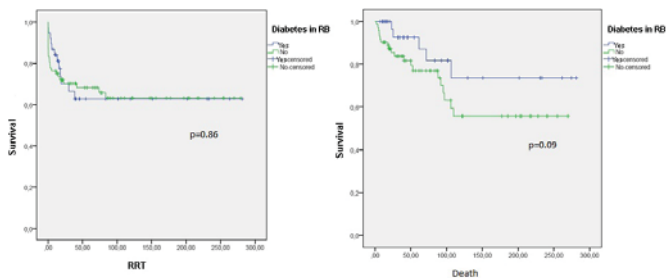 Diabetes in RB
Yes
No
Yes-censored
No-censored
1,0
0,8
0,6
0,4
0,2
0,0
Survival
p=0.86
,00
50,00
100,00
150,00
200,00
250,00
300,00
RRT
Diabetes in RB
Yes
No
Yes-censored
No-censored
1,0
0,8
0,6
0,4
0,2
0,0
Survival
p=0.09
,00
50,00
100,00
150,00
200,00
250,00
300,00
Death